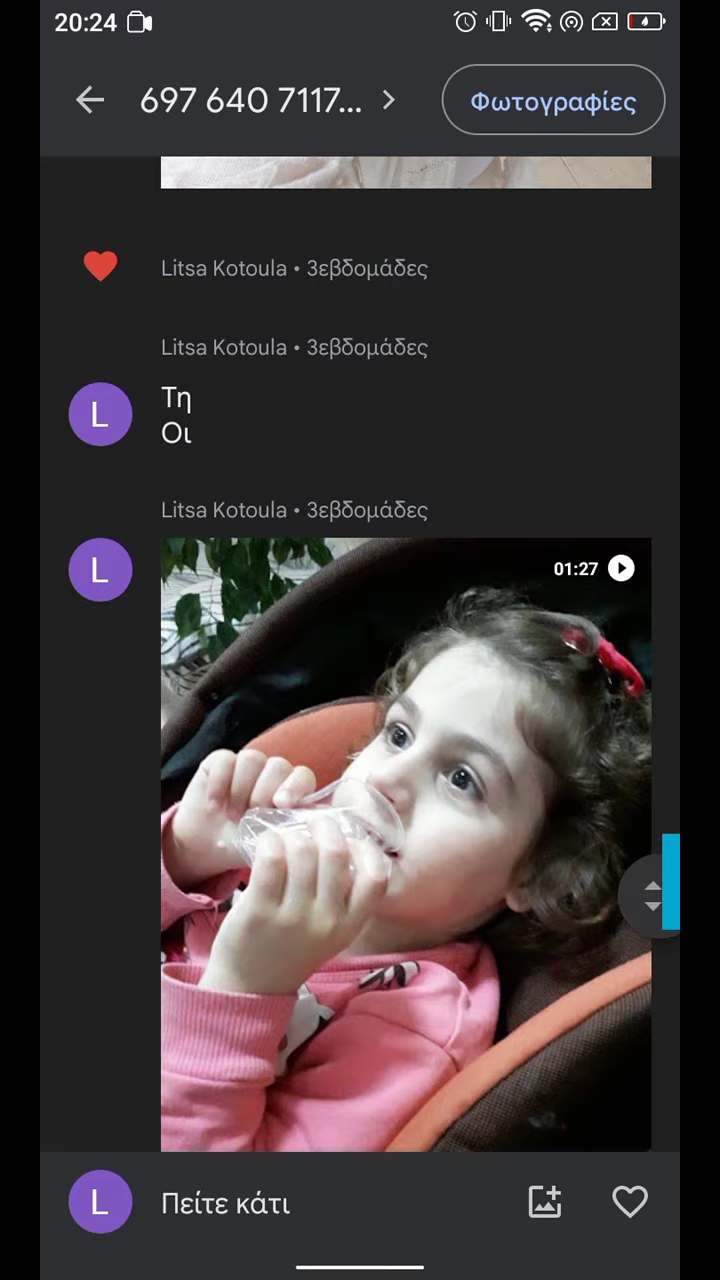 20:24
697 640 7117...
Φωτογραφίες
Litsa Kotoula • 3εβδομάδες
Litsa Kotoula • 3εβδομάδες
L
Τη
Οι
Litsa Kotoula • 3εβδομάδες
L
01:27
L
Πείτε κάτι